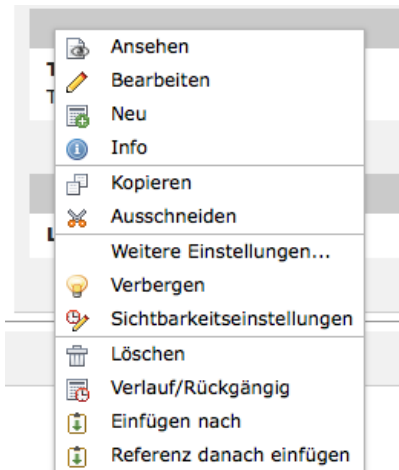 Ansehen
Bearbeiten
Neu
Info
Kopieren
Ausschneiden
Weitere Einstellungen...
Verbergen
Sichtbarkeitseinstellungen
Löschen
Verlauf/Rückgängig
Einfügen nach
Referenz danach einfügen